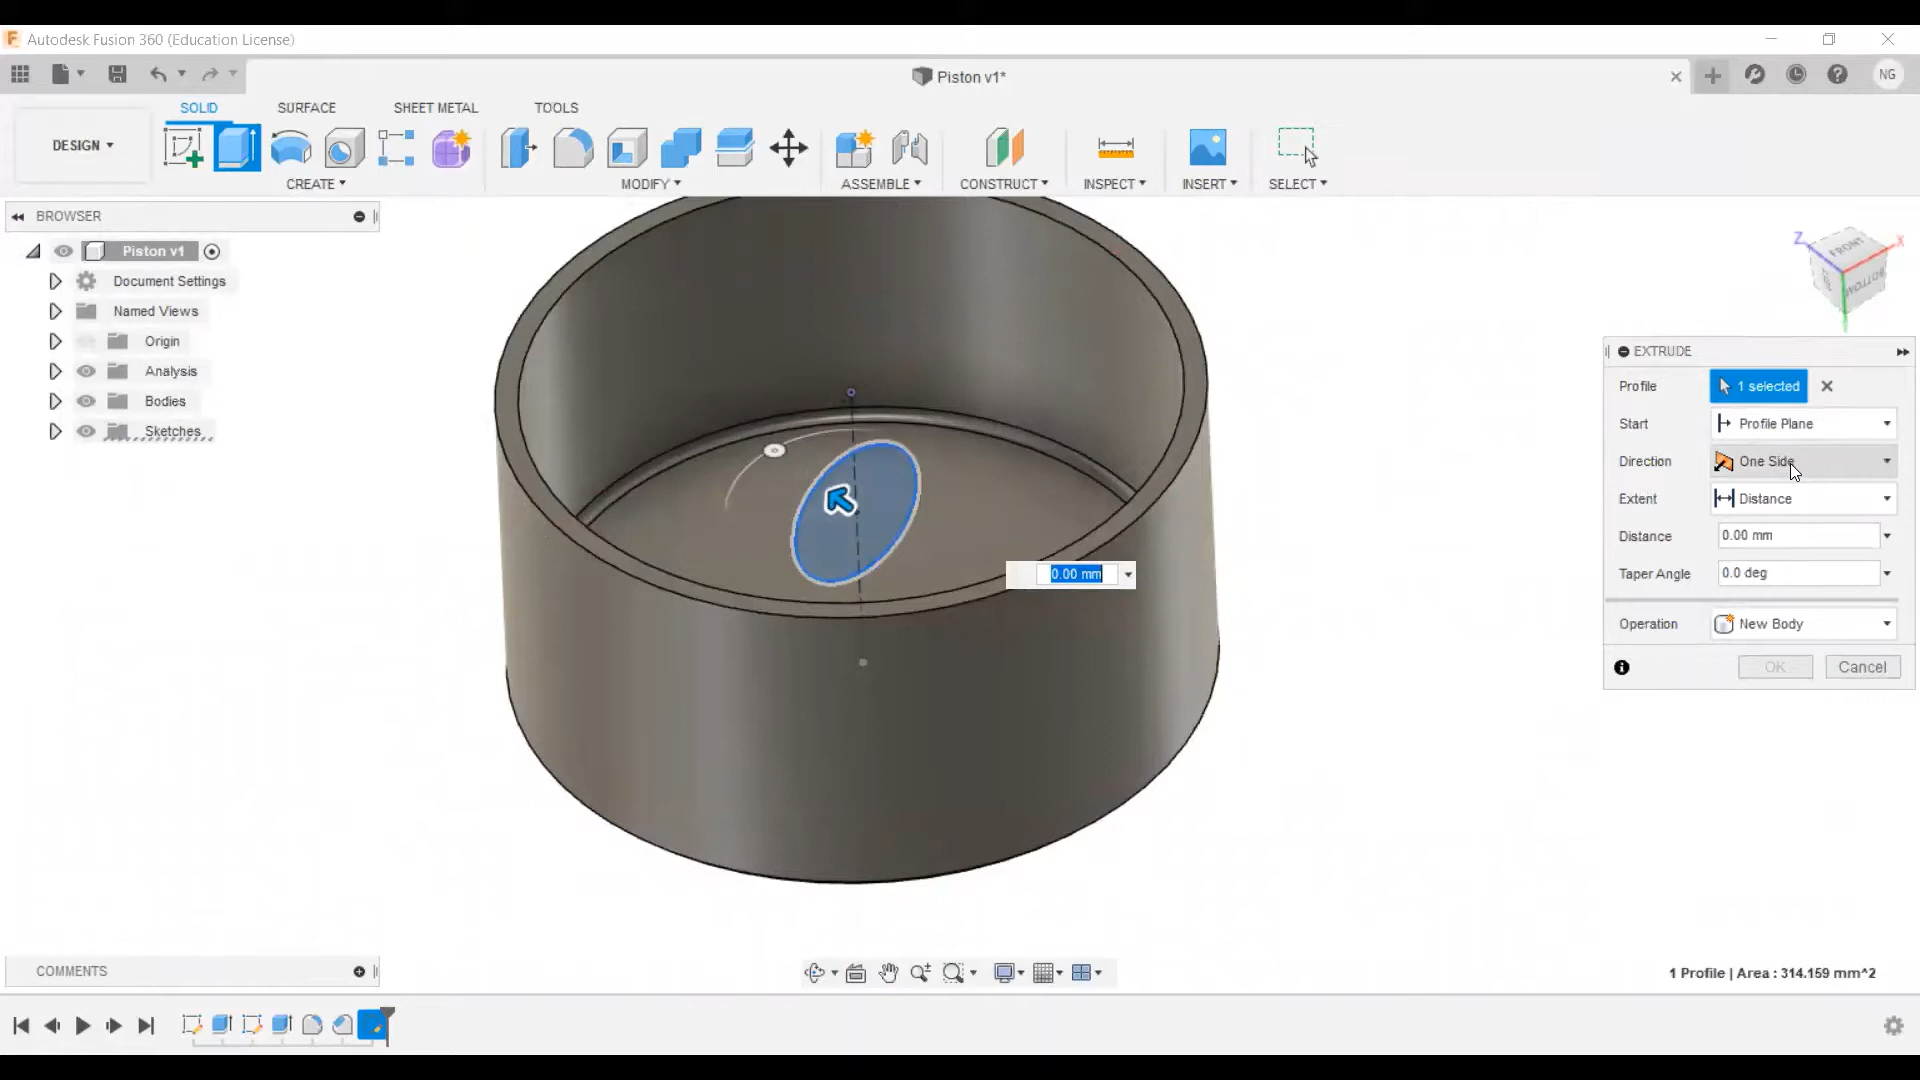 Autodesk Fusion 360 (Education License)
Piston v1*
NG
DESIGN
SOLID
SURFACE
SHEET METAL
TOOLS
CREATE
MODIFY
ASSEMBLE
CONSTRUCT
INSPECT
INSERT
SELECT
BROWSER
Piston v1
Document Settings
Named Views
Origin
Analysis
Bodies
Sketches
FRONT
BOTTOM
Z
X
0.00 mm
EXTRUDE
Profile 1 selected
Start Profile Plane
Direction One Side
Extent Distance
Distance 0.00 mm
Taper Angle 0.0 deg
Operation New Body
OK Cancel
COMMENTS
1 Profile | Area : 314.159 mm^2